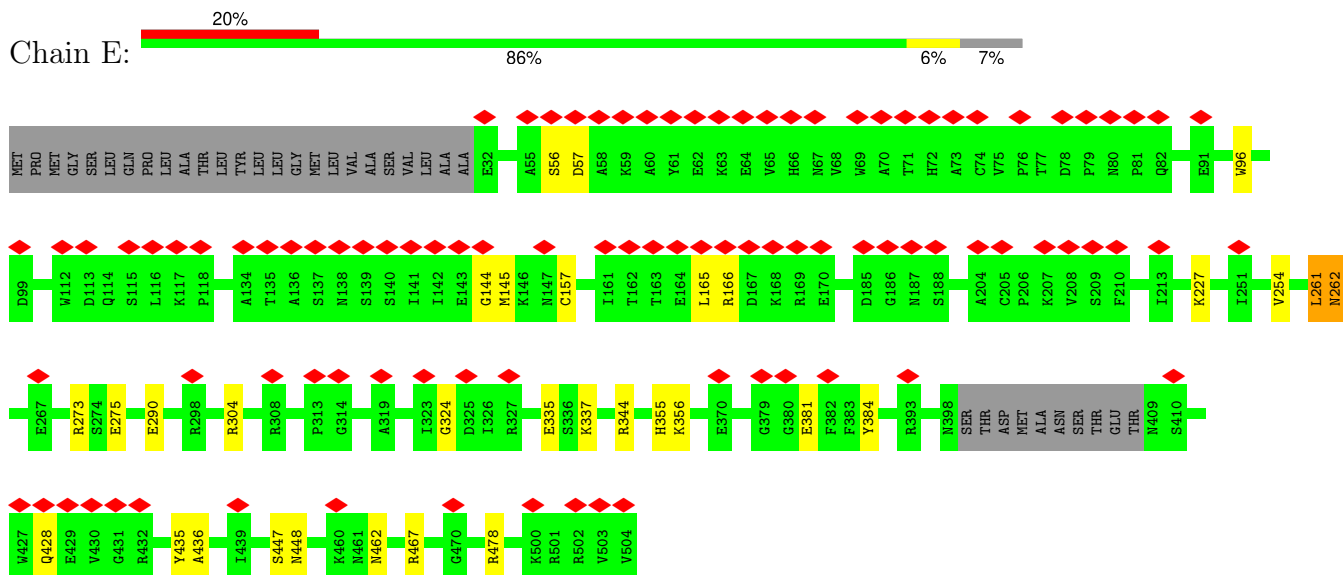 20%
Chain E:
86% 6% 7%
MET PRO MET GLY SER LEU GLN PRO LEU ALA THR LEU TYR LEU LEU GLY MET LEU VAL ALA SER VAL LEU ALA ALA E32 A55 S56 D57 A58 K59 A60 Y61 E62 K63 E64 V65 H66 N67 V68 W69 A70 T71 H72 A73 C74 V75 P76 T77 D78 P79 N80 P81 Q82 E91 W96
D99 W112 D113 Q114 S115 L116 K117 P118 A134 T135 A136 S137 N138 S139 S140 I141 I142 E143 G144 M145 K146 N147 C157 I161 T162 T163 E164 L165 R166 D167 K168 R169 E170 D185 G186 N187 S188 A204 C205 P206 K207 V208 S209 F210 I213 K227 I251 V254 L261 N262
E267 R273 S274 E275 E290 R298 R304 R308 P313 G314 A319 I323 G324 D325 I326 R327 E335 S336 K337 R344 H355 K356 E370 G379 G380 E381 F382 F383 Y384 R393 N398 SER THR ASP MET ALA ASN SER THR GLU THR N409 S410
W427 Q428 E429 V430 G431 R432 Y435 A436 I439 S447 N448 K460 N461 N462 R467 G470 R478 K500 R501 R502 V503 V504